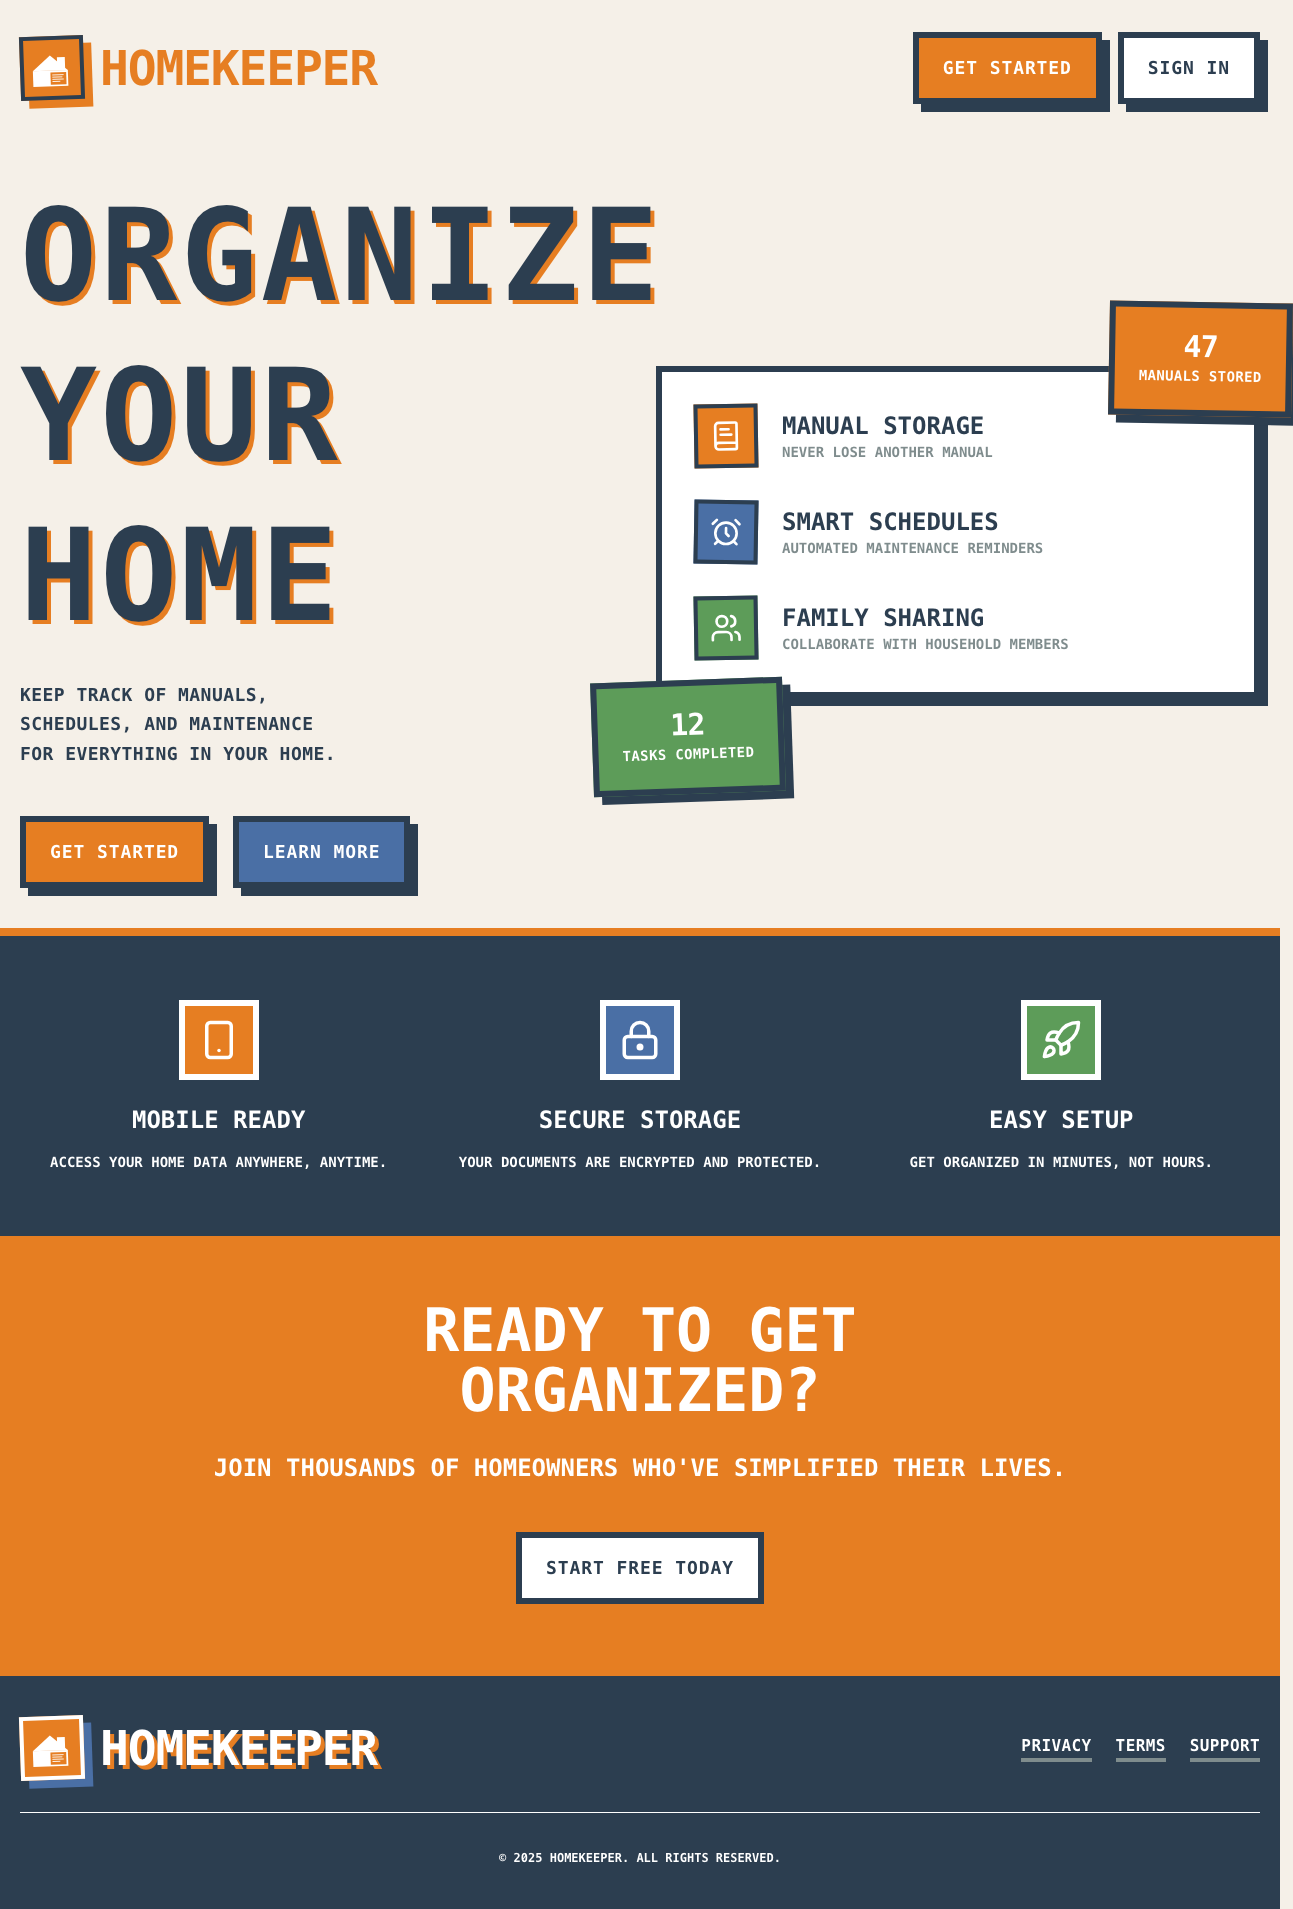 HOMEKEEPER
GET STARTED
SIGN IN
ORGANIZE
YOUR
HOME
KEEP TRACK OF MANUALS,
SCHEDULES, AND MAINTENANCE
FOR EVERYTHING IN YOUR HOME.
GET STARTED
LEARN MORE
47
MANUALS STORED
MANUAL STORAGE
NEVER LOSE ANOTHER MANUAL
SMART SCHEDULES
AUTOMATED MAINTENANCE REMINDERS
FAMILY SHARING
COLLABORATE WITH HOUSEHOLD MEMBERS
12
TASKS COMPLETED
MOBILE READY
ACCESS YOUR HOME DATA ANYWHERE, ANYTIME.
SECURE STORAGE
YOUR DOCUMENTS ARE ENCRYPTED AND PROTECTED.
EASY SETUP
GET ORGANIZED IN MINUTES, NOT HOURS.
READY TO GET
ORGANIZED?
JOIN THOUSANDS OF HOMEOWNERS WHO'VE SIMPLIFIED THEIR LIVES.
START FREE TODAY
HOMEKEEPER
PRIVACY
TERMS
SUPPORT
© 2025 HOMEKEEPER. ALL RIGHTS RESERVED.